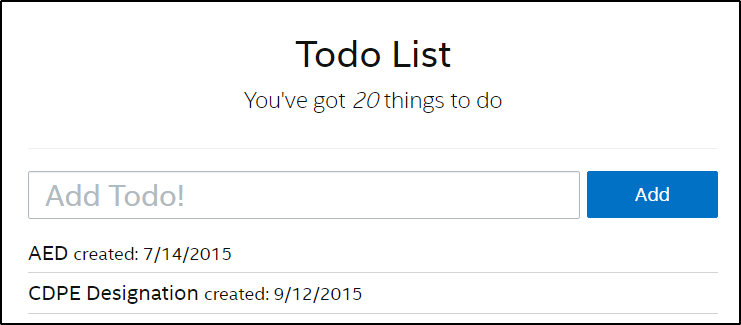 Todo List
You've got 20 things to do
Add Todo!
Add
AED created: 7/14/2015
CDPE Designation created: 9/12/2015